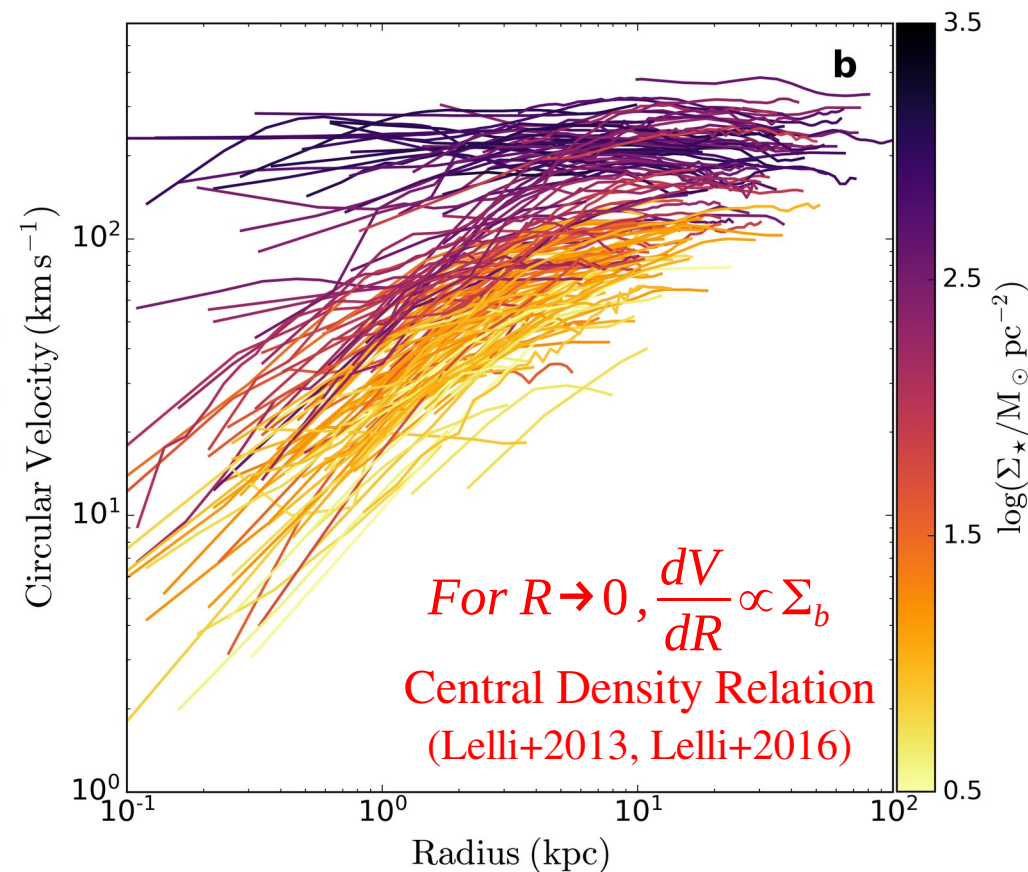 b
10²
10¹
10⁰
Circular Velocity (km s⁻¹)
10⁻¹ 10⁰ 10¹ 10²
Radius (kpc)
3.5
2.5
1.5
0.5
log(Σ⋆/M⊙ pc⁻²)
For R→0, dV/dR ∝ Σ_b
Central Density Relation
(Lelli+2013, Lelli+2016)